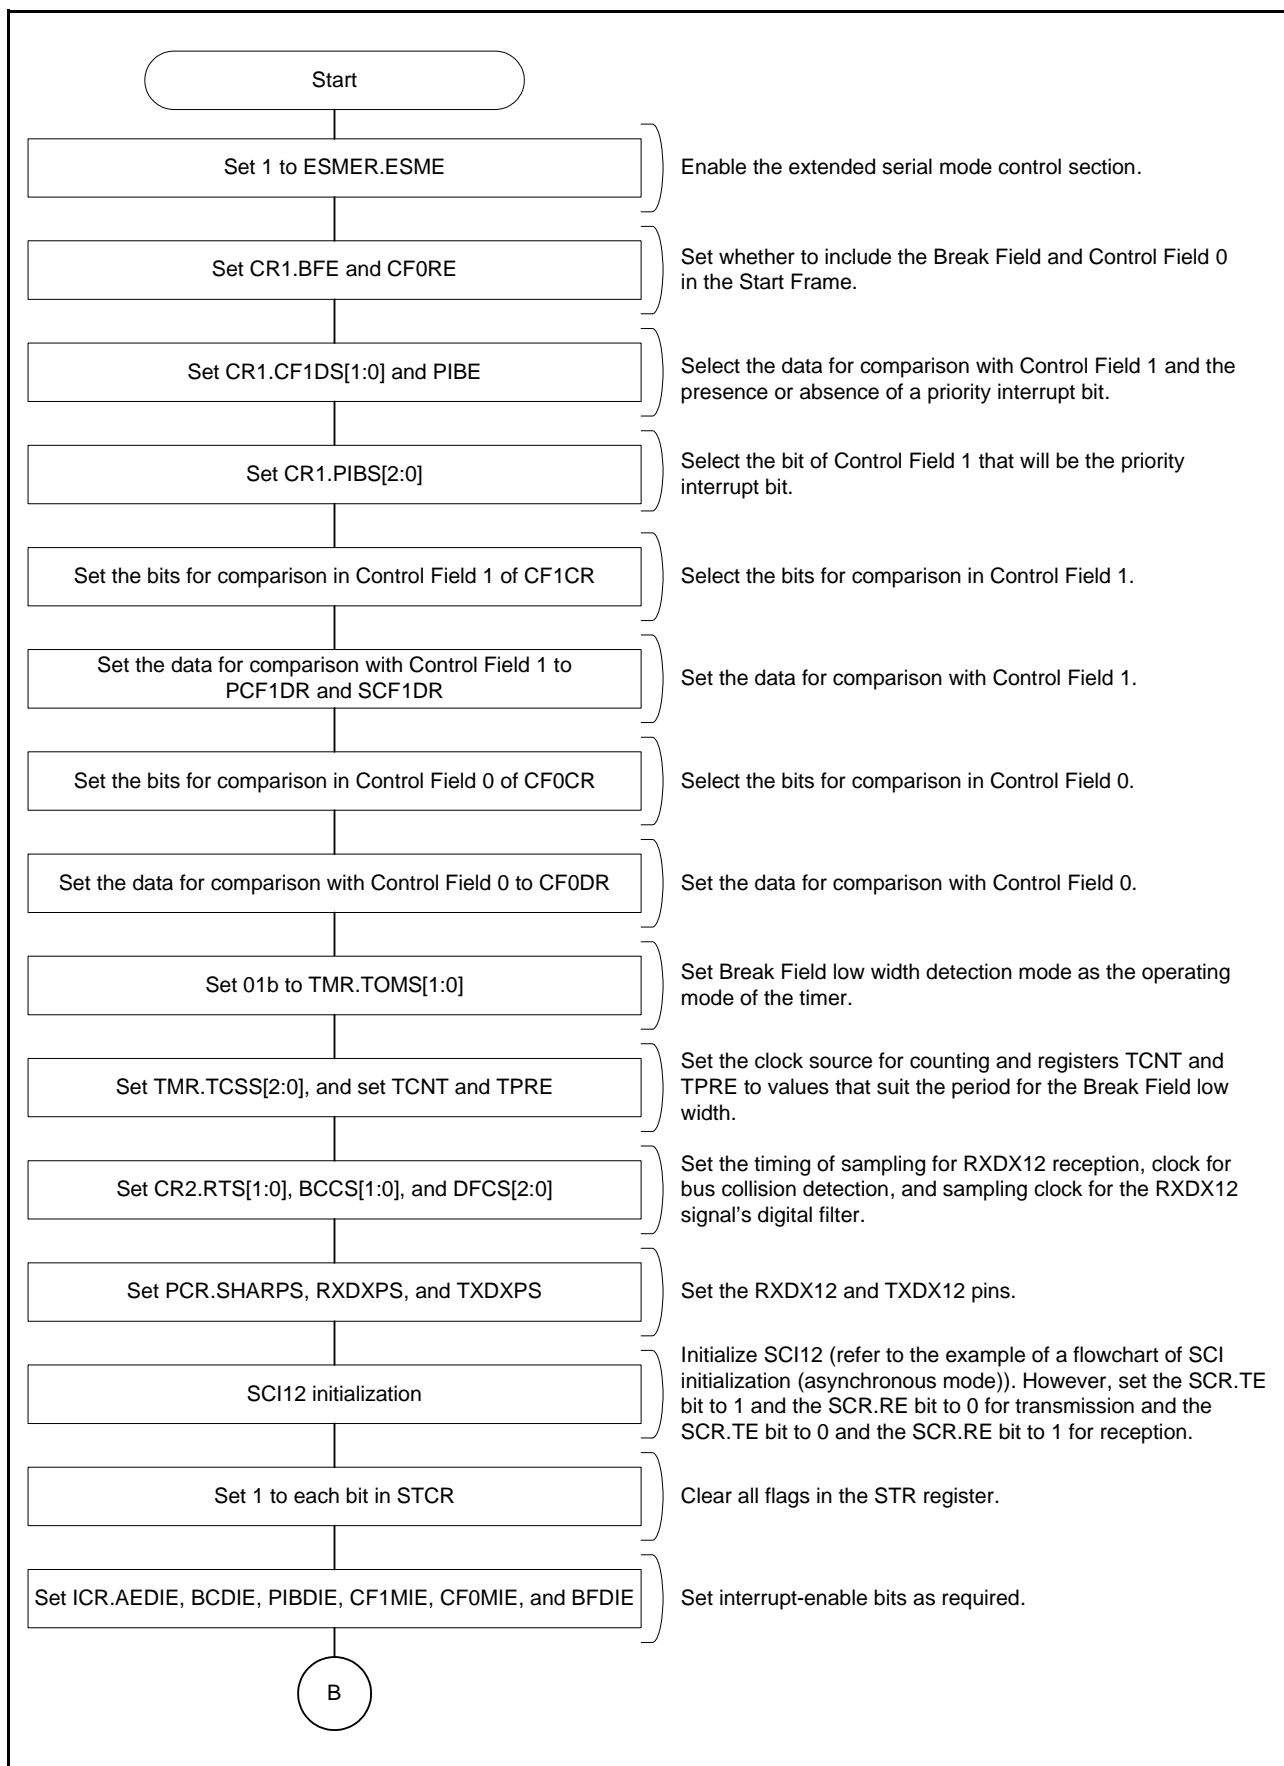 Start
Set 1 to ESMER.ESME
Enable the extended serial mode control section.
Set CR1.BFE and CF0RE
Set whether to include the Break Field and Control Field 0
in the Start Frame.
Set CR1.CF1DS[1:0] and PIBE
Select the data for comparison with Control Field 1 and the
presence or absence of a priority interrupt bit.
Set CR1.PIBS[2:0]
Select the bit of Control Field 1 that will be the priority
interrupt bit.
Set the bits for comparison in Control Field 1 of CF1CR
Select the bits for comparison in Control Field 1.
Set the data for comparison with Control Field 1 to
PCF1DR and SCF1DR
Set the data for comparison with Control Field 1.
Set the bits for comparison in Control Field 0 of CF0CR
Select the bits for comparison in Control Field 0.
Set the data for comparison with Control Field 0 to CF0DR
Set the data for comparison with Control Field 0.
Set 01b to TMR.TOMS[1:0]
Set Break Field low width detection mode as the operating
mode of the timer.
Set TMR.TCSS[2:0], and set TCNT and TPRE
Set the clock source for counting and registers TCNT and
TPRE to values that suit the period for the Break Field low
width.
Set CR2.RTS[1:0], BCCS[1:0], and DFCS[2:0]
Set the timing of sampling for RXDX12 reception, clock for
bus collision detection, and sampling clock for the RXDX12
signal’s digital filter.
Set PCR.SHARPS, RXDXPS, and TXDXPS
Set the RXDX12 and TXDX12 pins.
SCI12 initialization
Initialize SCI12 (refer to the example of a flowchart of SCI
initialization (asynchronous mode)). However, set the SCR.TE
bit to 1 and the SCR.RE bit to 0 for transmission and the
SCR.TE bit to 0 and the SCR.RE bit to 1 for reception.
Set 1 to each bit in STCR
Clear all flags in the STR register.
Set ICR.AEDIE, BCDIE, PIBDIE, CF1MIE, CF0MIE, and BFDIE
Set interrupt-enable bits as required.
B